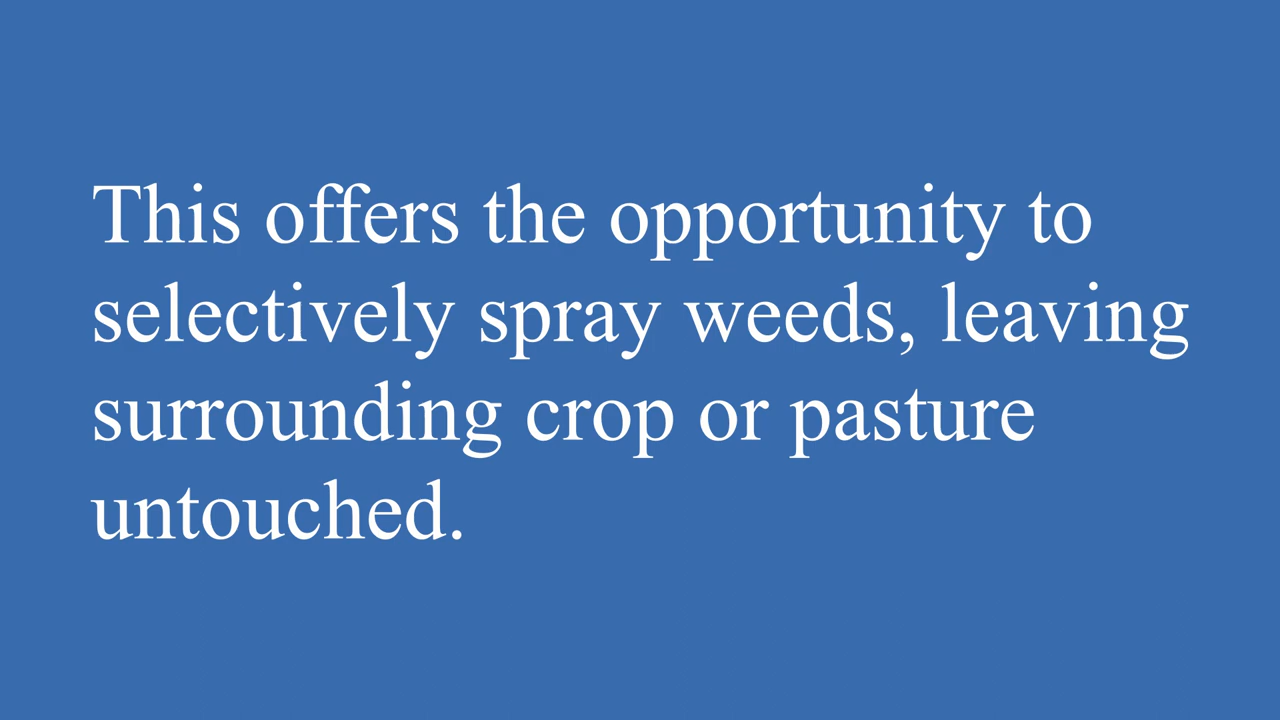 This offers the opportunity to
selectively spray weeds, leaving
surrounding crop or pasture
untouched.